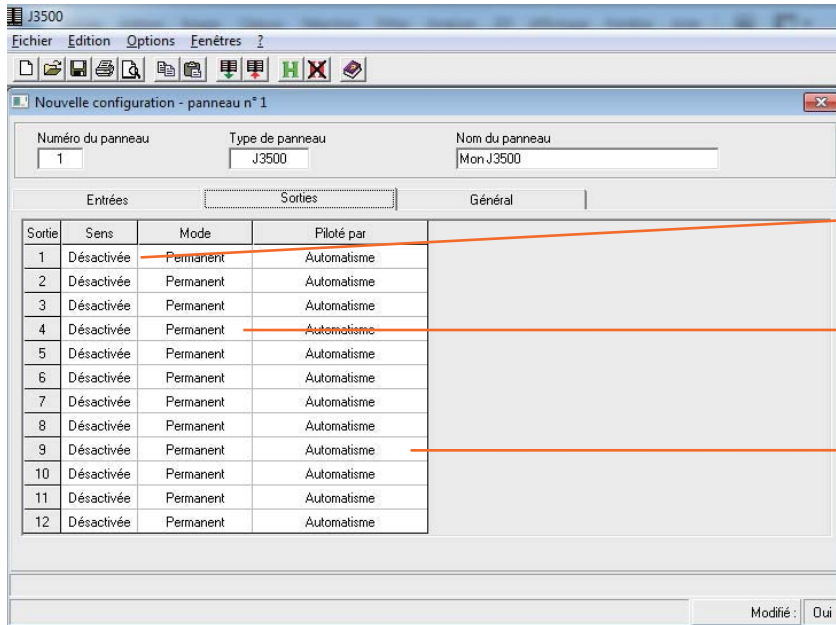 J3500
Fichier Edition Options Fenêtres ?
Nouvelle configuration - panneau n° 1
Numéro du panneau Type de panneau Nom du panneau
1 J3500 Mon J3500
Entrées Sorties Général
Sortie Sens Mode Piloté par
1 Désactivée Permanent Automatisme
2 Désactivée Permanent Automatisme
3 Désactivée Permanent Automatisme
4 Désactivée Permanent Automatisme
5 Désactivée Permanent Automatisme
6 Désactivée Permanent Automatisme
7 Désactivée Permanent Automatisme
8 Désactivée Permanent Automatisme
9 Désactivée Permanent Automatisme
10 Désactivée Permanent Automatisme
11 Désactivée Permanent Automatisme
12 Désactivée Permanent Automatisme
Modifié : Oui